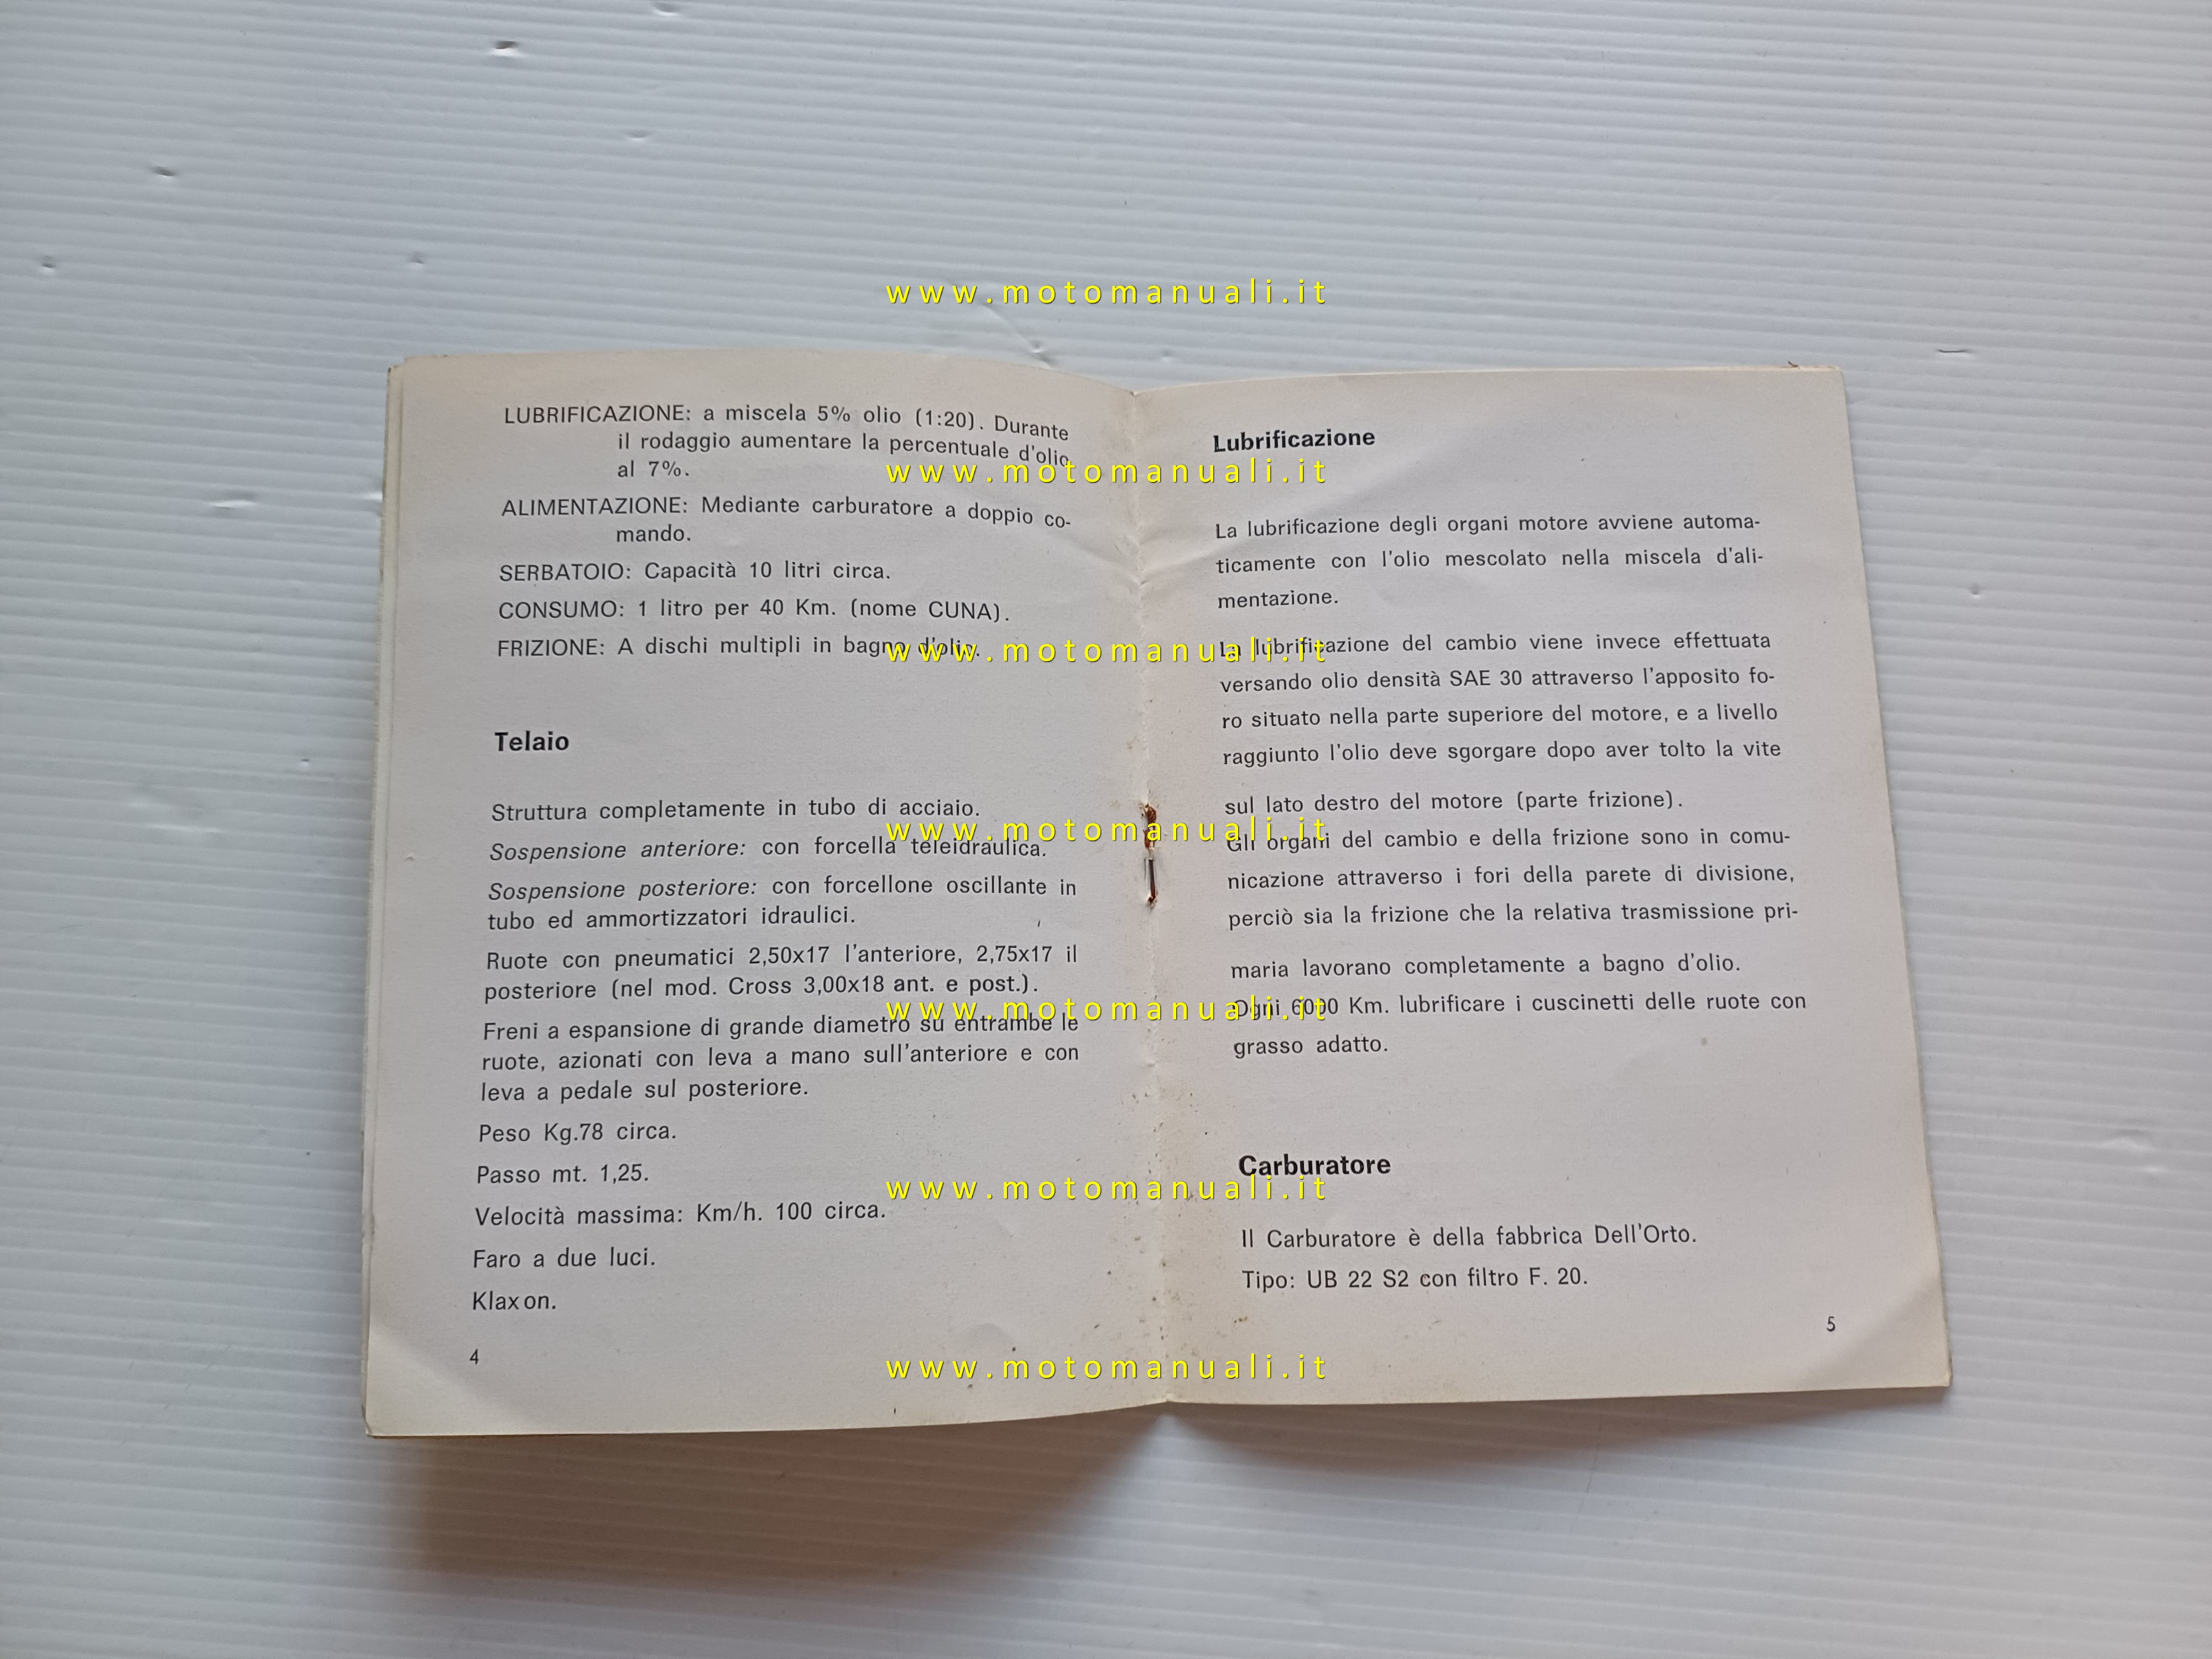 LUBRIFICAZIONE: a miscela 5% olio (1:20). Durante
il rodaggio aumentare la percentuale d'olio
al 7%.
ALIMENTAZIONE: Mediante carburatore a doppio co-
mando.
SERBATOIO: Capacità 10 litri circa.
CONSUMO: 1 litro per 40 Km. (nome CUNA).
FRIZIONE: A dischi multipli in bagno d'olio.
Telaio
Struttura completamente in tubo di acciaio.
Sospensione anteriore: con forcella teleidraulica.
Sospensione posteriore: con forcellone oscillante in
tubo ed ammortizzatori idraulici.
Ruote con pneumatici 2,50x17 l'anteriore, 2,75x17 il
posteriore (nel mod. Cross 3,00x18 ant. e post.).
Freni a espansione di grande diametro su entrambe le
ruote, azionati con leva a mano sull'anteriore e con
leva a pedale sul posteriore.
Peso Kg.78 circa.
Passo mt. 1,25.
Velocità massima: Km/h. 100 circa.
Faro a due luci.
Klaxon.
4
Lubrificazione
La lubrificazione degli organi motore avviene automa-
ticamente con l'olio mescolato nella miscela d'ali-
mentazione.
La lubrificazione del cambio viene invece effettuata
versando olio densità SAE 30 attraverso l'apposito fo-
ro situato nella parte superiore del motore, e a livello
raggiunto l'olio deve sgorgare dopo aver tolto la vite
sul lato destro del motore (parte frizione).
Gli organi del cambio e della frizione sono in comu-
nicazione attraverso i fori della parete di divisione,
perciò sia la frizione che la relativa trasmissione pri-
maria lavorano completamente a bagno d'olio.
Ogni 6000 Km. lubrificare i cuscinetti delle ruote con
grasso adatto.
Carburatore
Il Carburatore è della fabbrica Dell'Orto.
Tipo: UB 22 S2 con filtro F. 20.
5
www.motomanuali.it
www.motomanuali.it
www.motomanuali.it
www.motomanuali.it
www.motomanuali.it
www.motomanuali.it
www.motomanuali.it